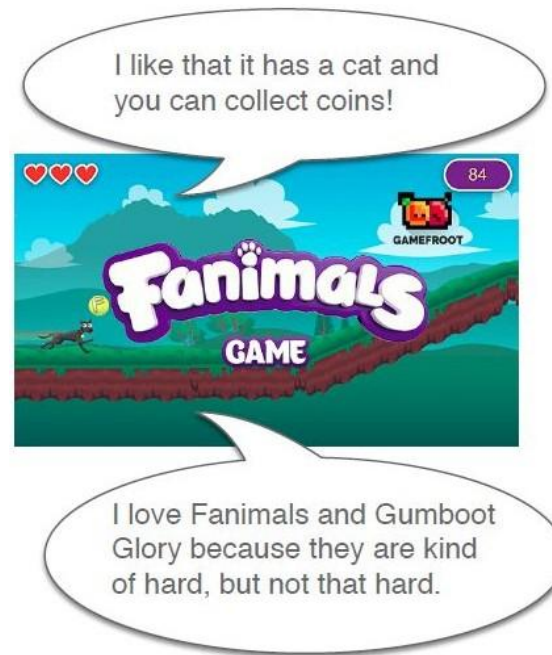 I like that it has a cat and
you can collect coins!
84
GAMEFROOT
F
Fanimals
GAME
I love Fanimals and Gumboot
Glory because they are kind
of hard, but not that hard.